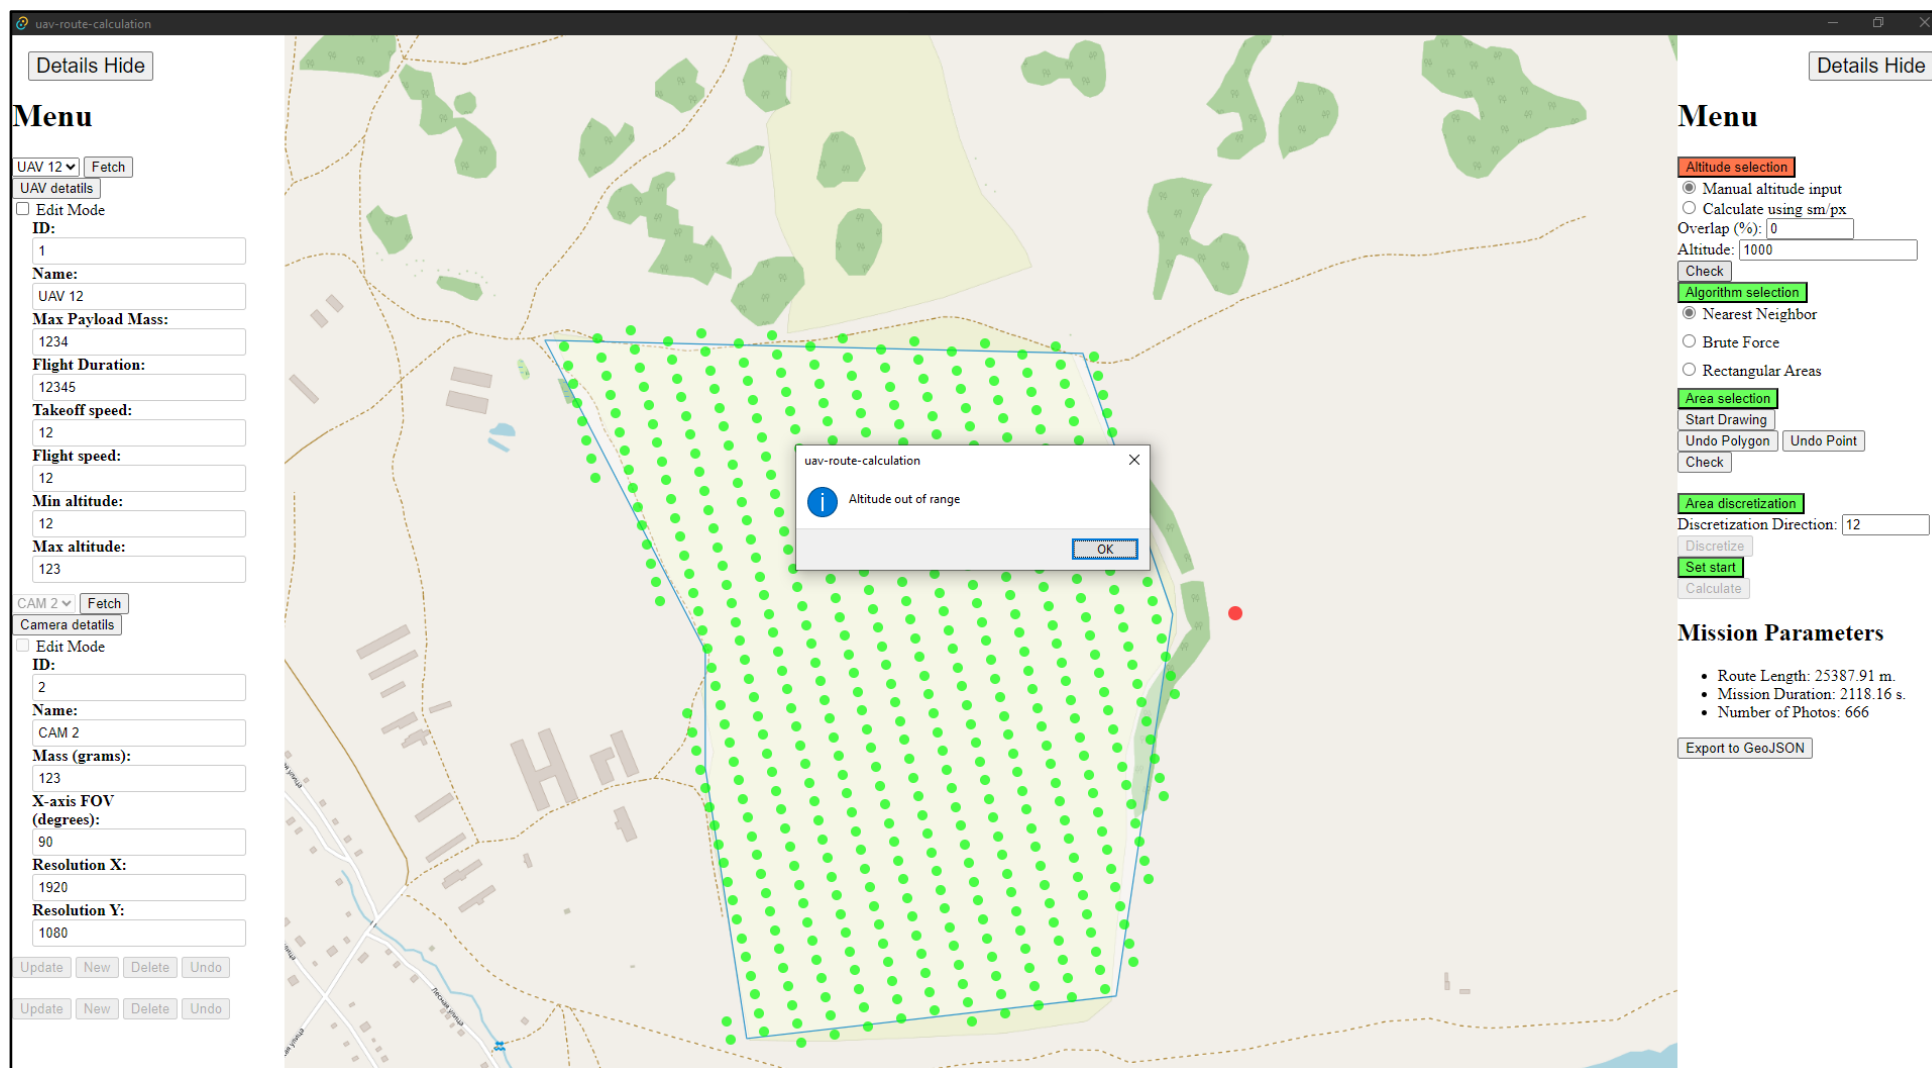 uav-route-calculation
Details Hide
Menu
UAV 12 Fetch
UAV detatils
Edit Mode
ID:
1
Name:
UAV 12
Max Payload Mass:
1234
Flight Duration:
12345
Takeoff speed:
12
Flight speed:
12
Min altitude:
12
Max altitude:
123
CAM 2 Fetch
Camera detatils
Edit Mode
ID:
2
Name:
CAM 2
Mass (grams):
123
X-axis FOV
(degrees):
90
Resolution X:
1920
Resolution Y:
1080
Update New Delete Undo
Update New Delete Undo
Лесная улица
uav-route-calculation
Altitude out of range
OK
Details Hide
Menu
Altitude selection
Manual altitude input
Calculate using sm/px
Overlap (%): 0
Altitude: 1000
Check
Algorithm selection
Nearest Neighbor
Brute Force
Rectangular Areas
Area selection
Start Drawing
Undo Polygon Undo Point
Check
Area discretization
Discretization Direction: 12
Discretize
Set start
Calculate
Mission Parameters
Route Length: 25387.91 m.
Mission Duration: 2118.16 s.
Number of Photos: 666
Export to GeoJSON